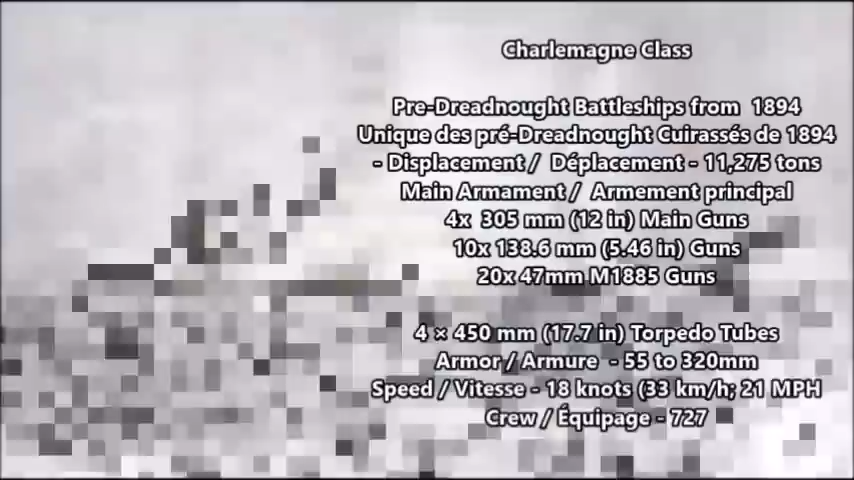 Charlemagne Class
Pre-Dreadnought Battleships from 1894
Unique des pré-Dreadnought Cuirassés de 1894
- Displacement / Déplacement - 11,275 tons
Main Armament / Armement principal
4x 305 mm (12 in) Main Guns
10x 138.6 mm (5.46 in) Guns
20x 47mm M1885 Guns
4 × 450 mm (17.7 in) Torpedo Tubes
Armor / Armure - 55 to 320mm
Speed / Vitesse - 18 knots (33 km/h; 21 MPH
Crew / Équipage - 727